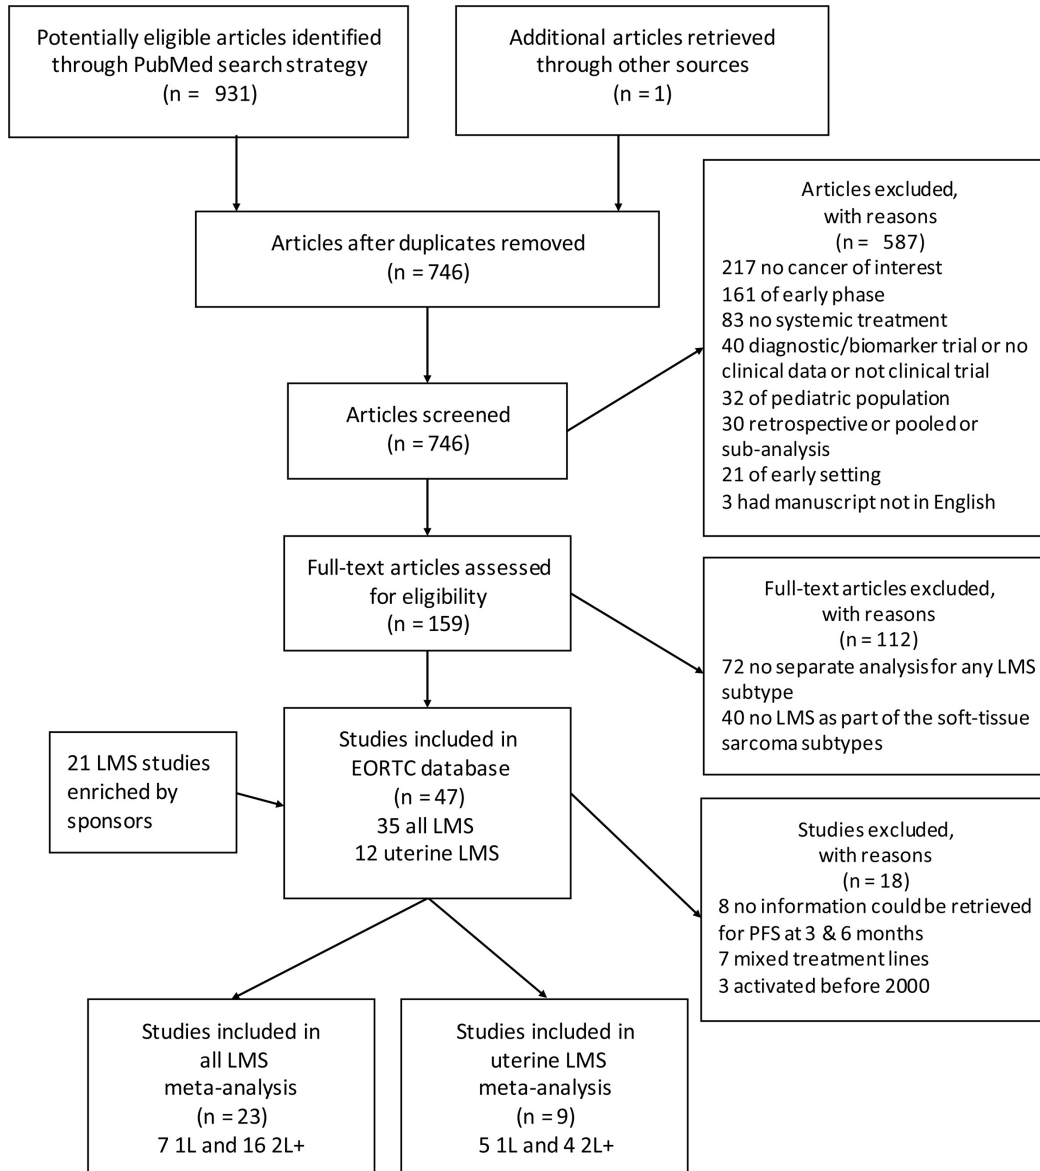 Potentially eligible articles identified
through PubMed search strategy
(n = 931)
Additional articles retrieved
through other sources
(n = 1)
Articles after duplicates removed
(n = 746)
Articles screened
(n = 746)
Articles excluded,
with reasons
(n = 587)
217 no cancer of interest
161 of early phase
83 no systemic treatment
40 diagnostic/biomarker trial or no
clinical data or not clinical trial
32 of pediatric population
30 retrospective or pooled or
sub-analysis
21 of early setting
3 had manuscript not in English
Full-text articles assessed
for eligibility
(n = 159)
Full-text articles excluded,
with reasons
(n = 112)
72 no separate analysis for any LMS
subtype
40 no LMS as part of the soft-tissue
sarcoma subtypes
21 LMS studies
enriched by
sponsors
Studies included in
EORTC database
(n = 47)
35 all LMS
12 uterine LMS
Studies excluded,
with reasons
(n = 18)
8 no information could be retrieved
for PFS at 3 & 6 months
7 mixed treatment lines
3 activated before 2000
Studies included in
all LMS
meta-analysis
(n = 23)
7 1L and 16 2L+
Studies included in
uterine LMS
meta-analysis
(n = 9)
5 1L and 4 2L+